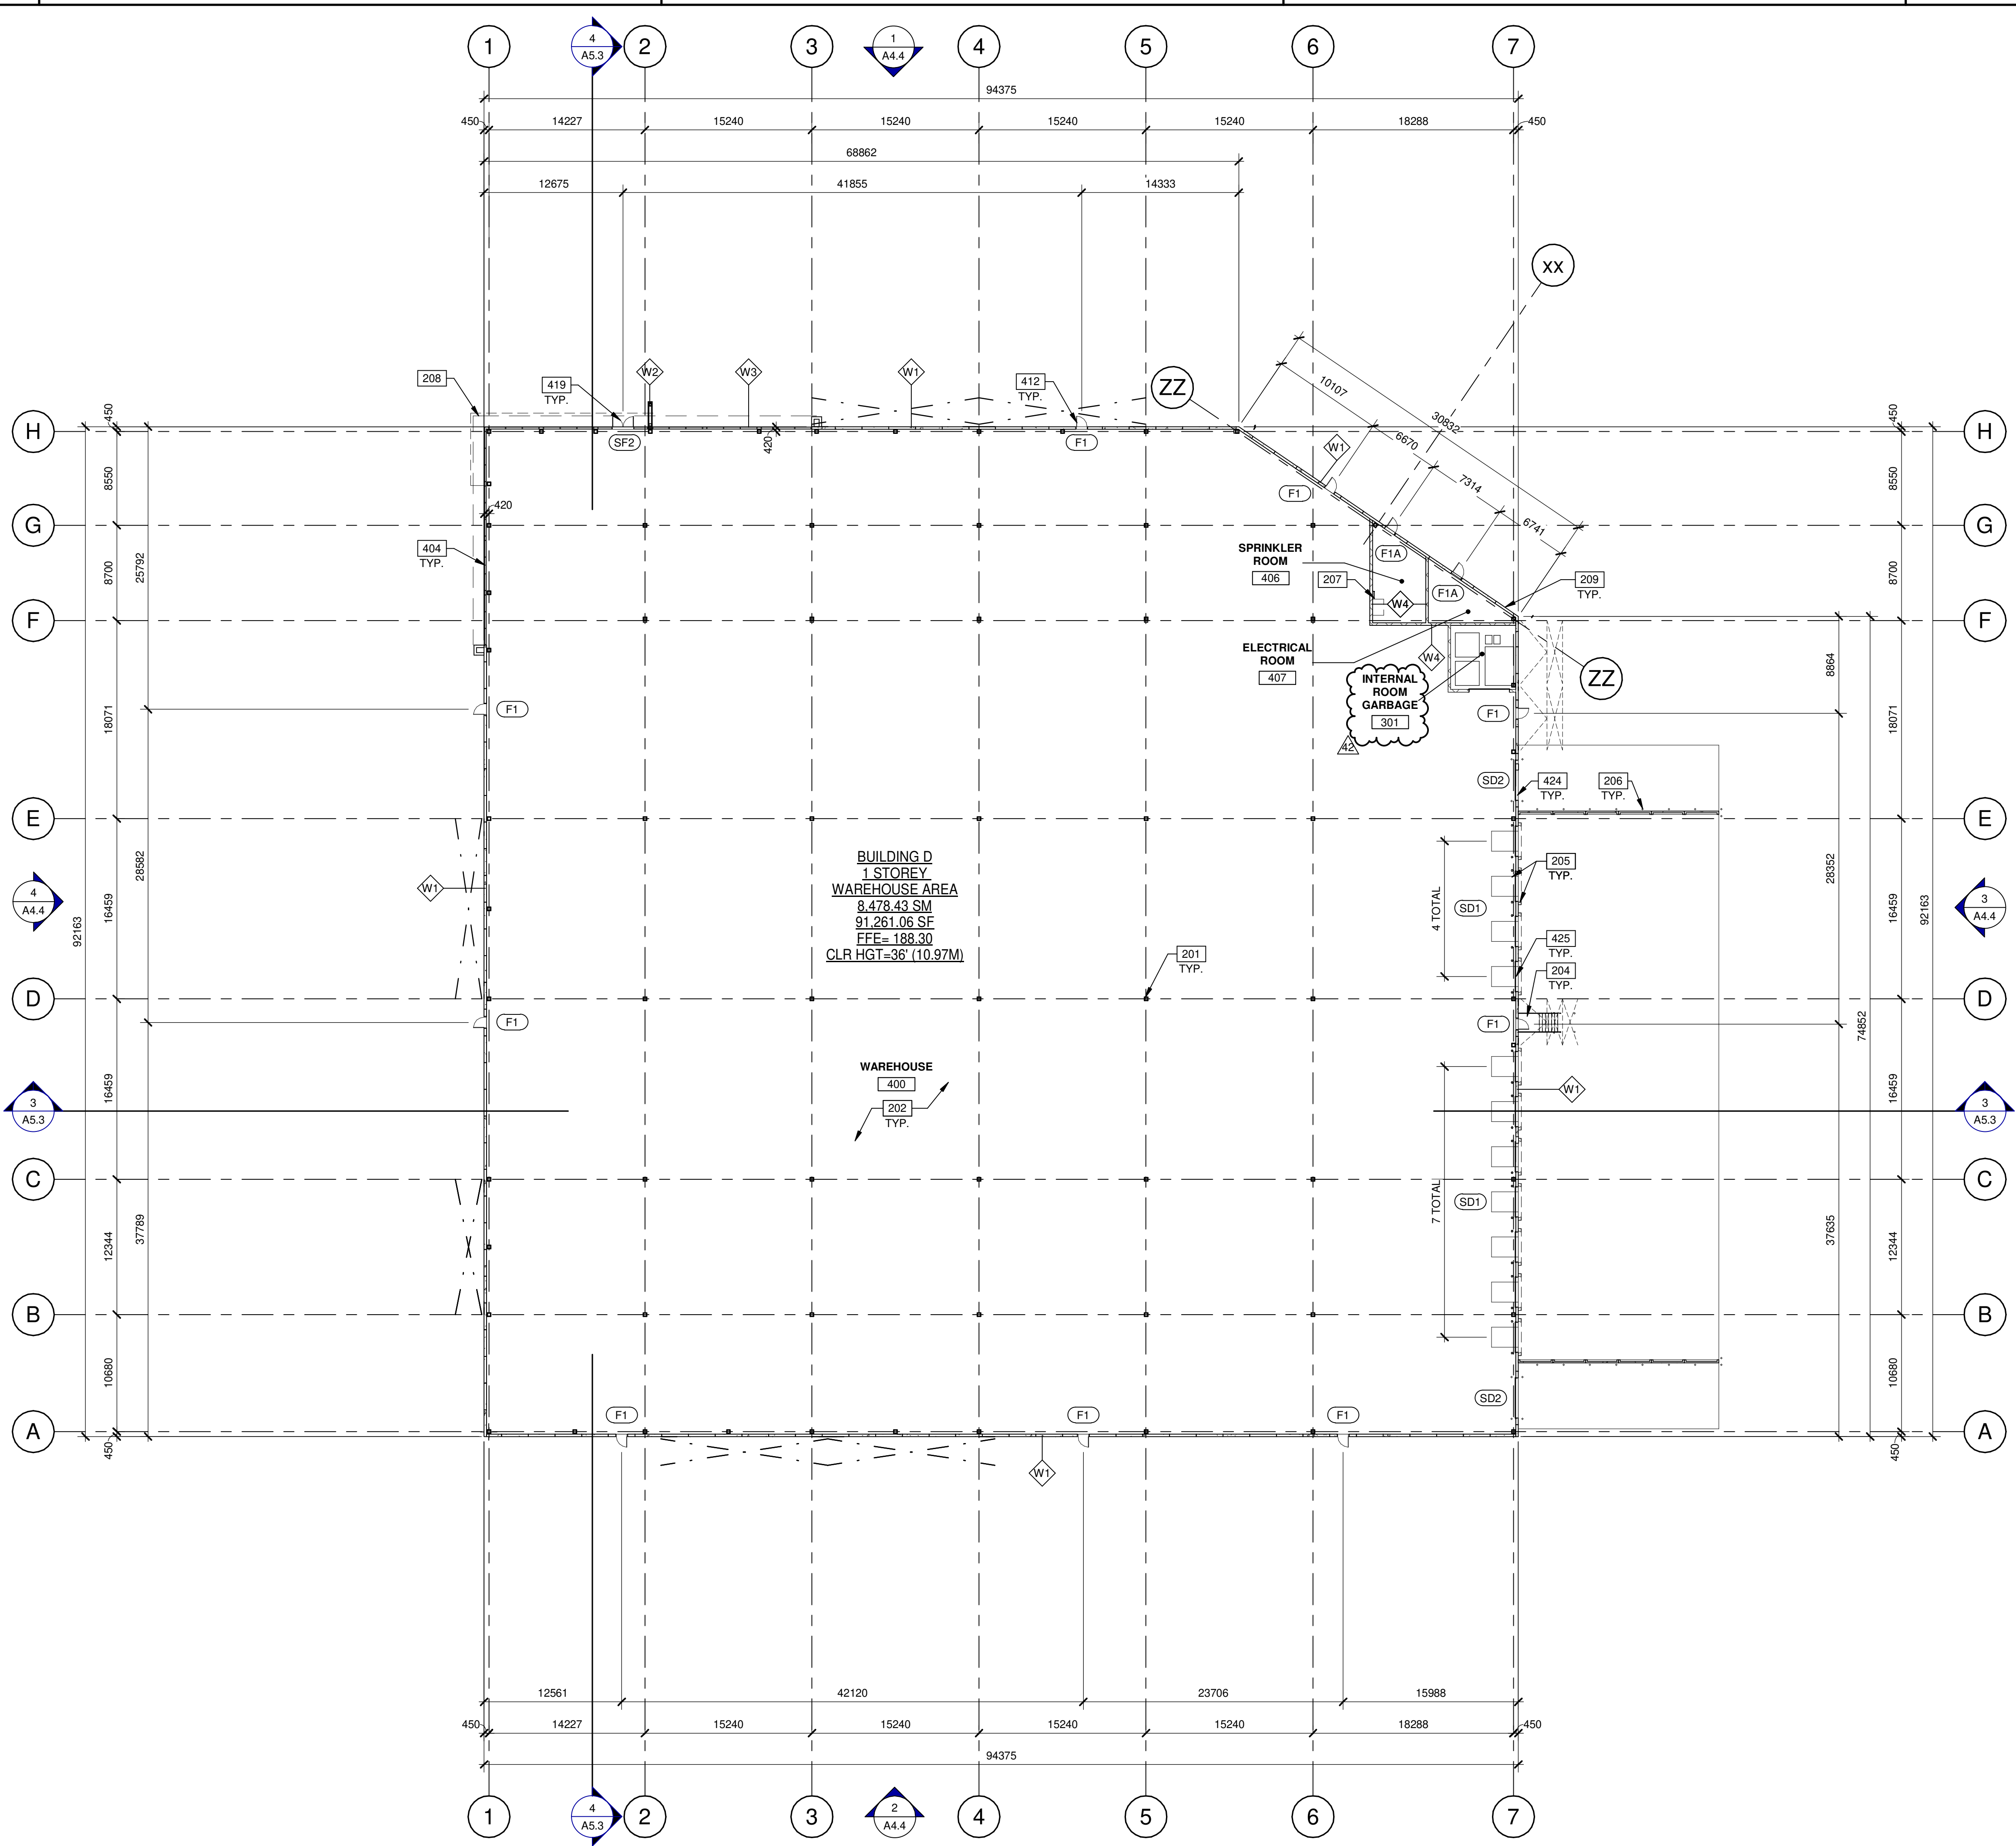 1
4
A5.3
2
3
1
A4.4
4
5
6
7
94375
450
14227
15240
15240
15240
15240
18288
450
68862
12675
41855
14333
XX
208
419
TYP.
W2
W3
W1
412
TYP.
ZZ
10107
30832
6670
7314
6741
W1
H
450
SF2
420
F1
450
H
8550
F1
8550
G
420
G
404
TYP.
25792
8700
SPRINKLER
ROOM
406
F1A
207
W4
F1A
209
TYP.
8700
F
F
ELECTRICAL
ROOM
407
W4
INTERNAL
ROOM
GARBAGE
301
42
ZZ
8864
18071
F1
F1
18071
SD2
424
TYP.
206
TYP.
E
E
28582
BUILDING D
1 STOREY
WAREHOUSE AREA
8,478.43 SM
91,261.06 SF
FFE= 188.30
CLR HGT=36' (10.97M)
205
TYP.
28352
4
A4.4
92163
16459
W1
4 TOTAL
SD1
16459
92163
3
A4.4
201
TYP.
425
TYP.
204
TYP.
D
D
F1
F1
74852
WAREHOUSE
400
202
TYP.
16459
W1
16459
3
A5.3
3
A5.3
C
C
37789
12344
7 TOTAL
SD1
37635
12344
B
B
10680
SD2
10680
A
F1
F1
F1
A
450
W1
450
12561
42120
23706
15988
450
14227
15240
15240
15240
15240
18288
450
94375
1
4
A5.3
2
3
2
A4.4
4
5
6
7